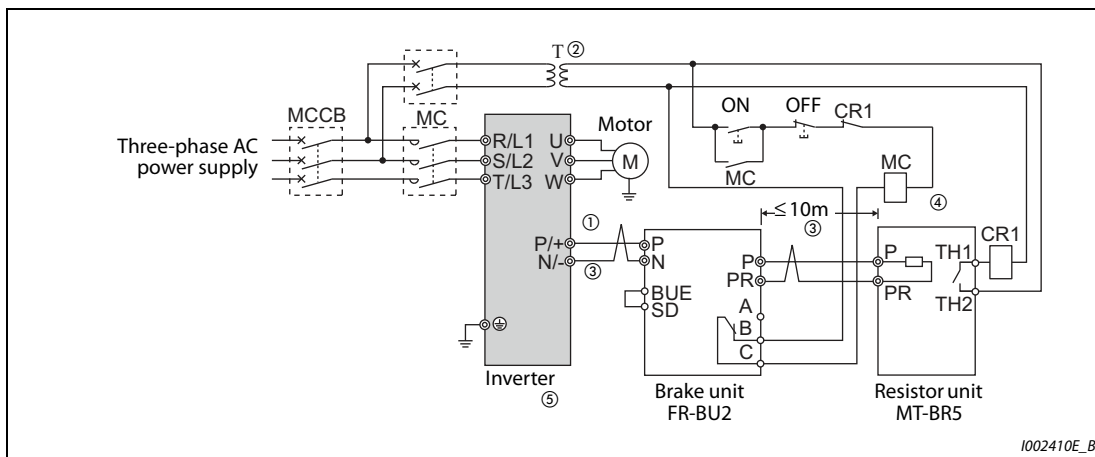 T ②
ON OFF CR1
MCCB MC Motor
Three-phase AC
power supply
R/L1 U
S/L2 V M
T/L3 W
MC
MC ④
≤ 10m
③
① CR1
P/+ P P P TH1
N/- N PR PR TH2
③
BUE A
SD B
C
Inverter
⑤
Brake unit
FR-BU2
Resistor unit
MT-BR5
I002410E_B